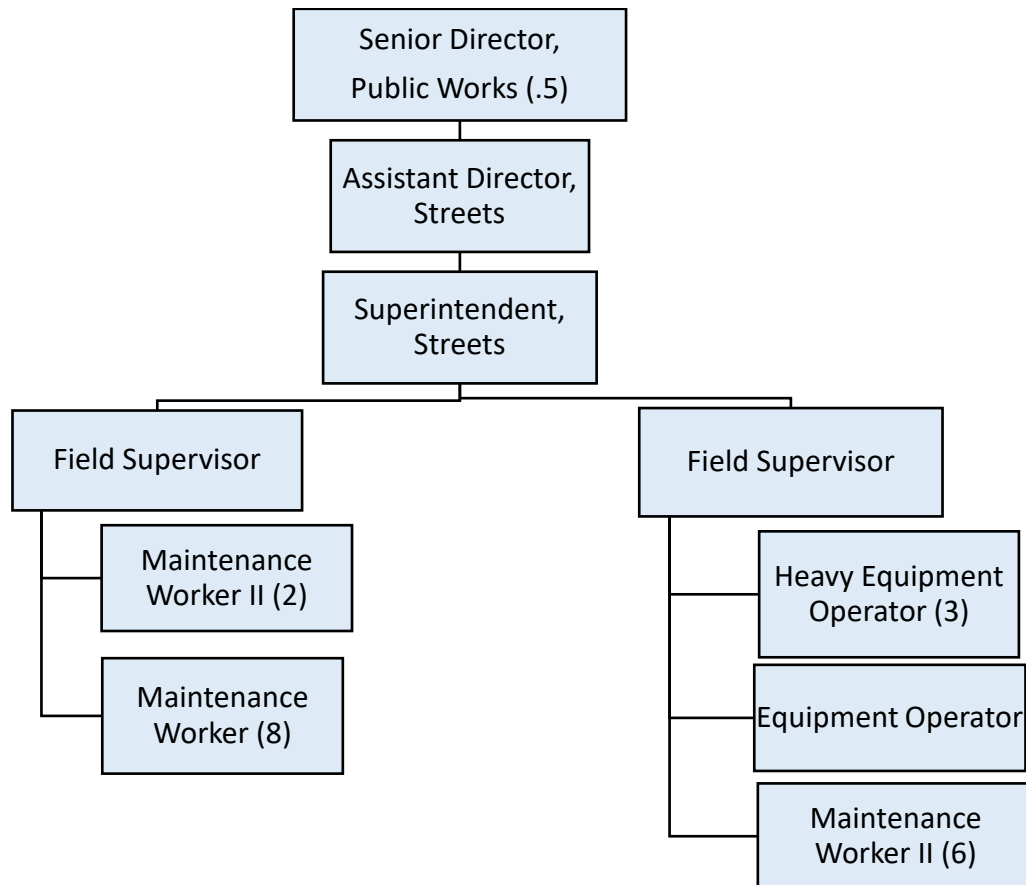 Senior Director,
Public Works (.5)
Assistant Director,
Streets
Superintendent,
Streets
Field Supervisor
Maintenance
Worker II (2)
Maintenance
Worker (8)
Field Supervisor
Heavy Equipment
Operator (3)
Equipment Operator
Maintenance
Worker II (6)